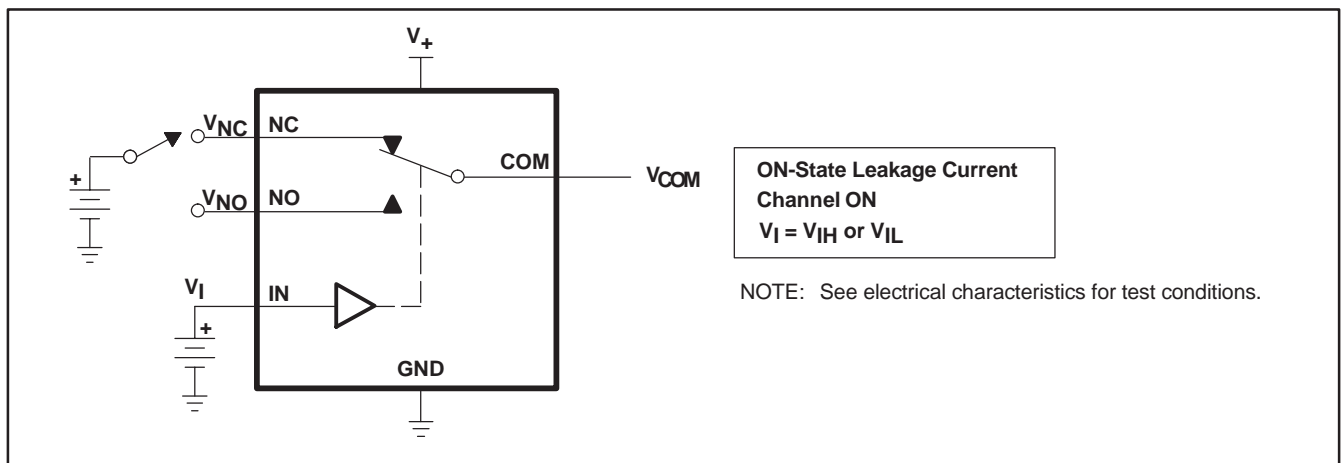 V+
VNC NC
+
COM
VCOM
VNO NO
VI IN
+
GND
ON-State Leakage Current
Channel ON
VI = VIH or VIL
NOTE: See electrical characteristics for test conditions.